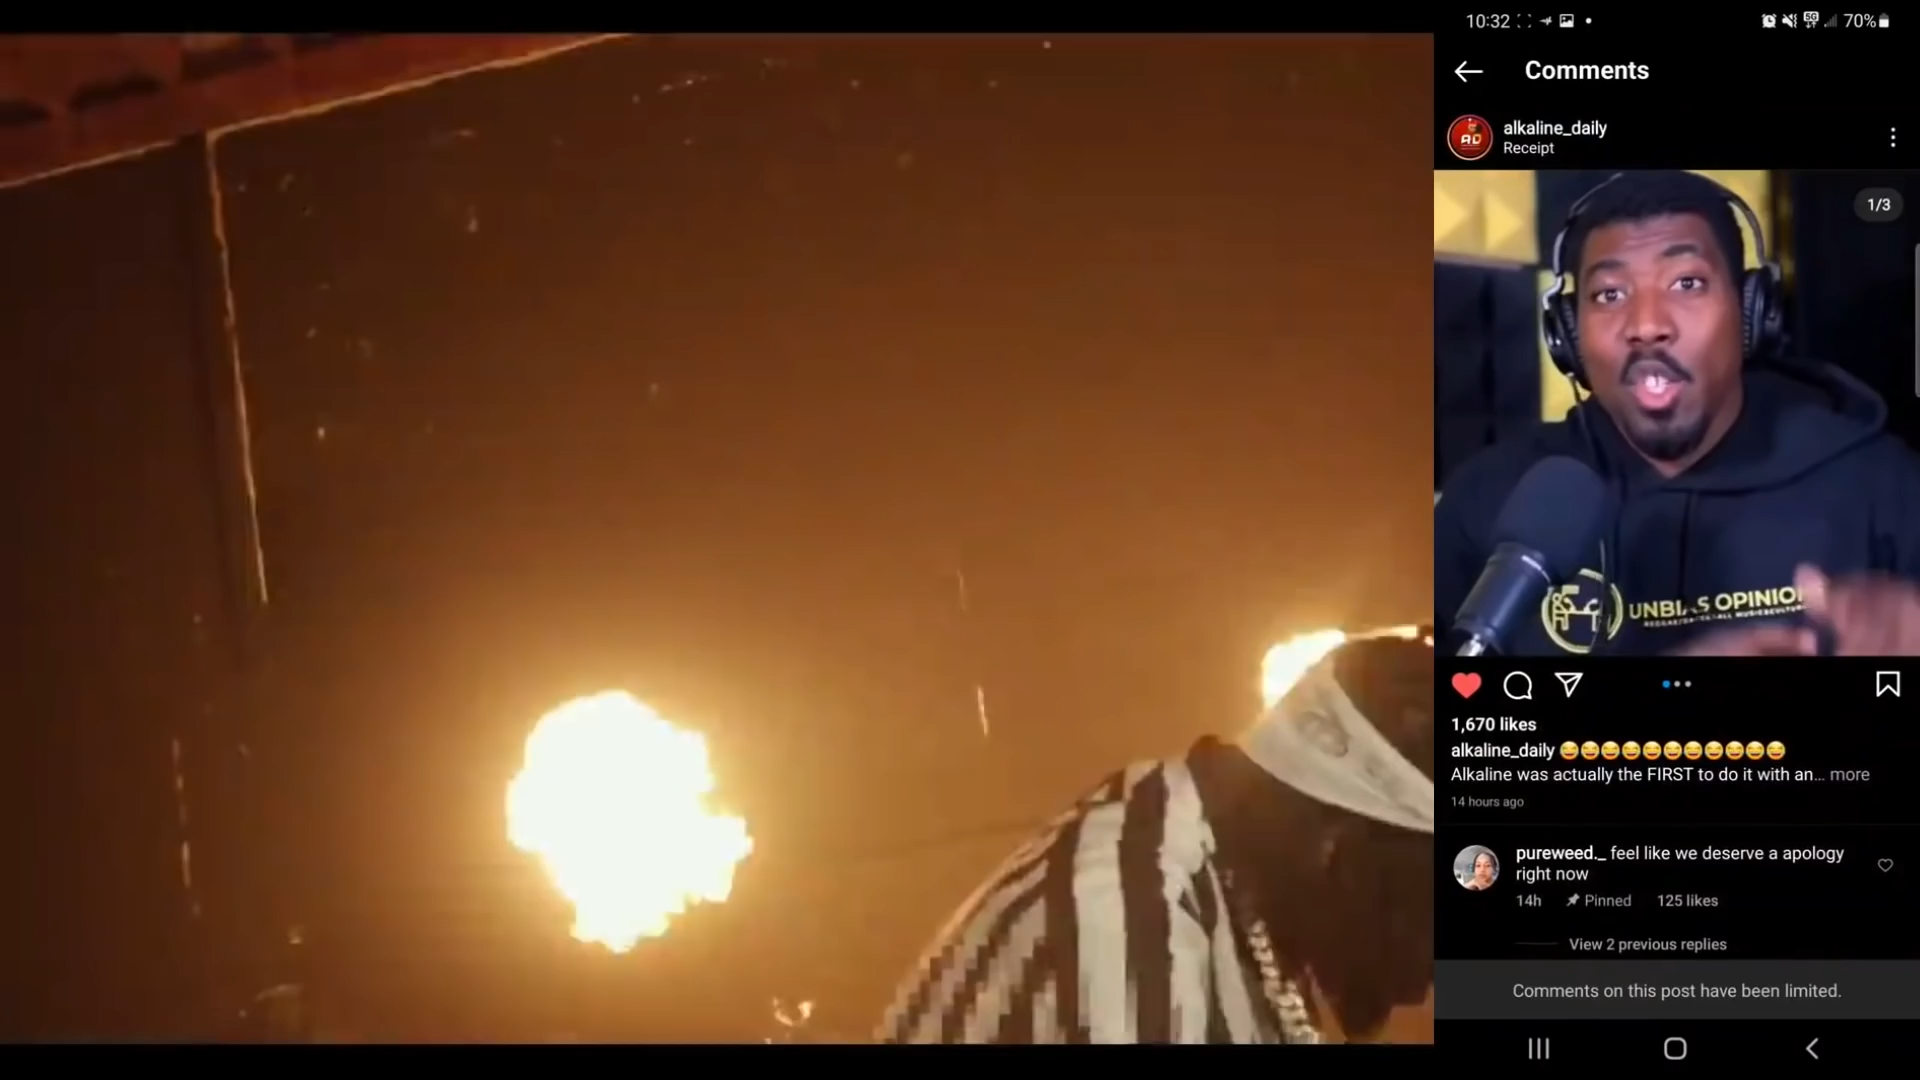 10:32
5G
70%
Comments
alkaline_daily
Receipt
AD
1/3
UNBIAS OPINION
1,670 likes
alkaline_daily 😂😂😂😂😂😂😂😂😂😂😂
Alkaline was actually the FIRST to do it with an... more
14 hours ago
pureweed._ feel like we deserve a apology
right now
14h Pinned 125 likes
View 2 previous replies
Comments on this post have been limited.